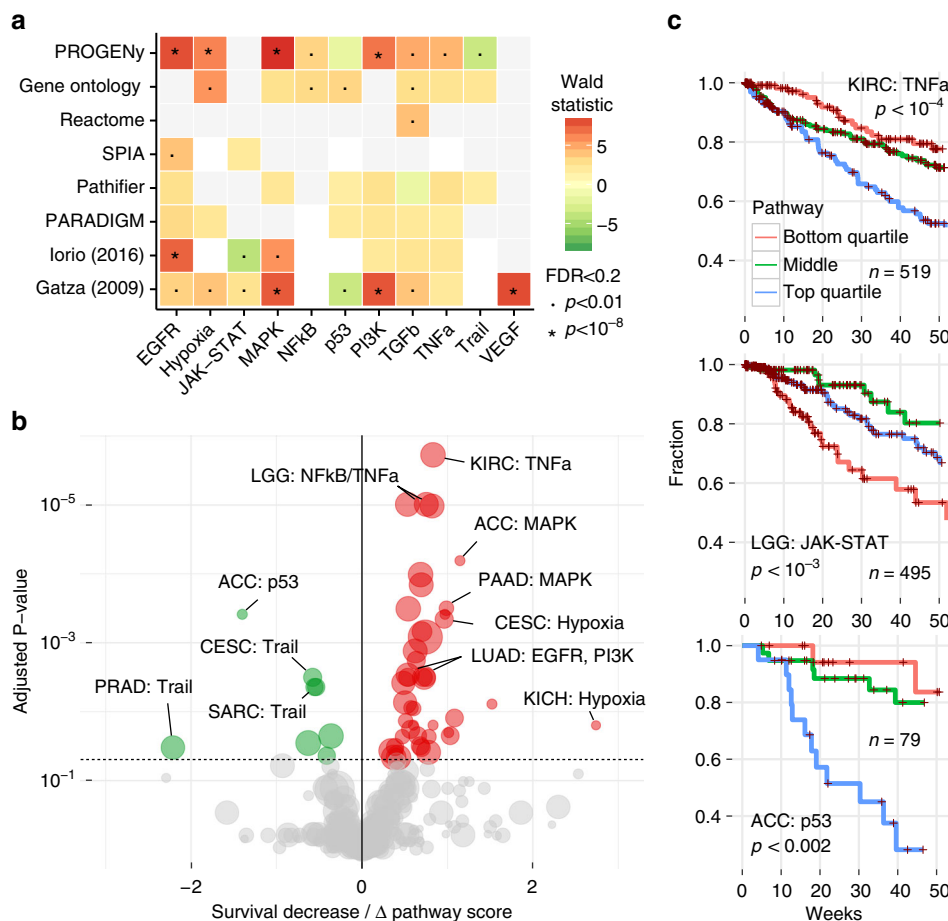 a
PROGENy
Gene ontology
Reactome
SPIA
Pathifier
PARADIGM
Iorio (2016)
Gatza (2009)
EGFR
Hypoxia
JAK–STAT
MAPK
NFkB
p53
PI3K
TGFb
TNFa
Trail
VEGF
Wald
statistic
5
0
−5
FDR<0.2
. p<0.01
* p<10⁻⁸
b
Adjusted P-value
10⁻⁵
10⁻³
10⁻¹
KIRC: TNFa
LGG: NFkB/TNFa
ACC: MAPK
ACC: p53
PAAD: MAPK
CESC: Hypoxia
CESC: Trail
LUAD: EGFR, PI3K
PRAD: Trail
SARC: Trail
KICH: Hypoxia
−2 0 2
Survival decrease / Δ pathway score
c
Fraction
1.0
0.8
0.6
0.4
KIRC: TNFa
p < 10⁻⁴
Pathway
Bottom quartile
Middle
Top quartile
n = 519
0 10 20 30 40 50
1.0
0.8
0.6
0.4
LGG: JAK-STAT
p < 10⁻³
n = 495
0 10 20 30 40 50
1.0
0.8
0.6
0.4
n = 79
ACC: p53
p < 0.002
0 10 20 30 40 50
Weeks